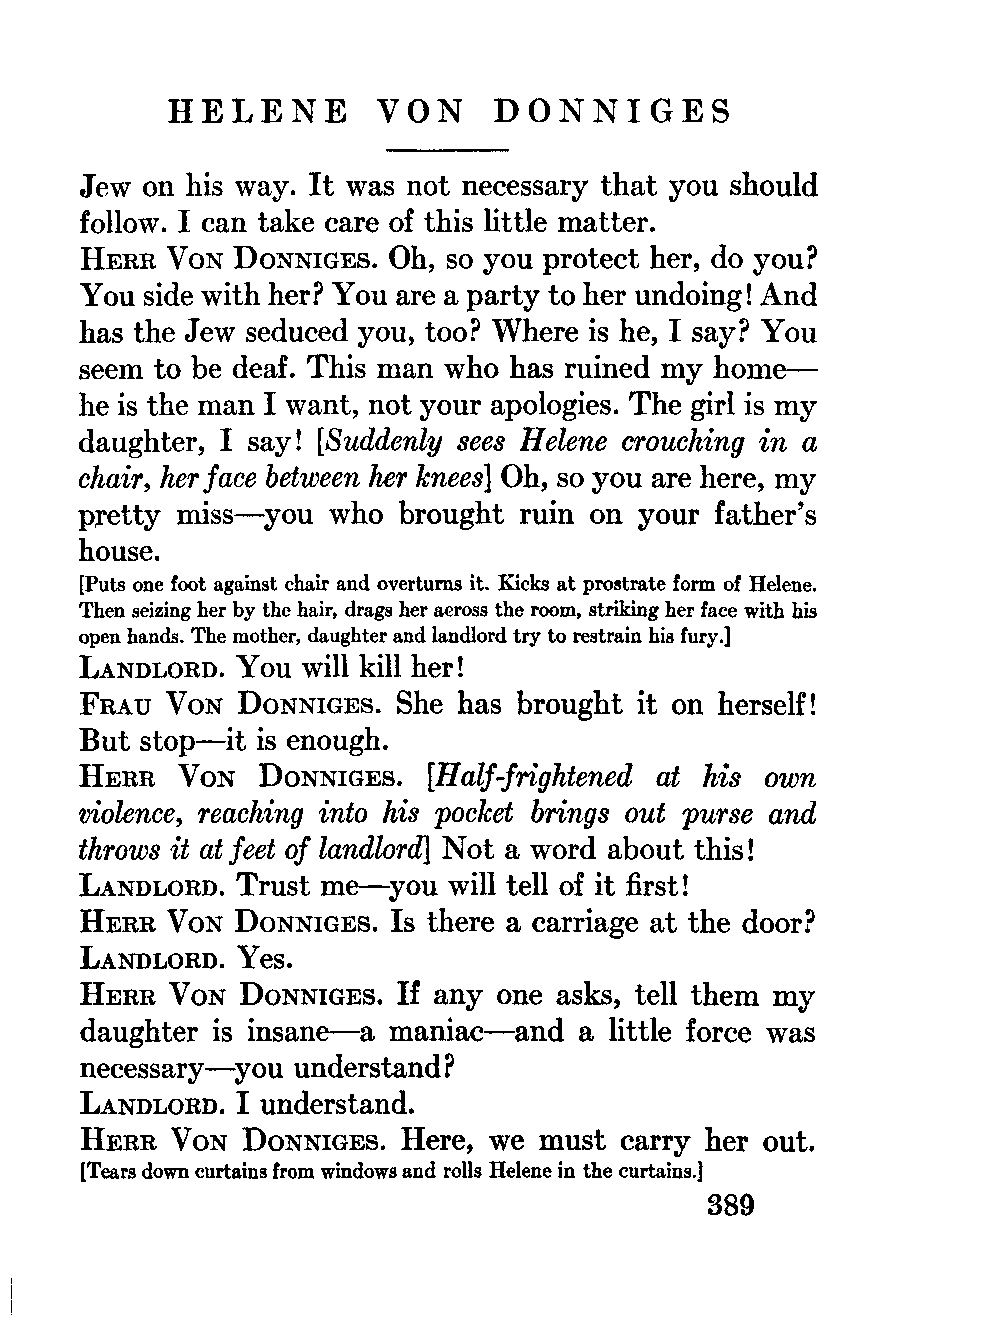 HELENE VON DONNIGES
Jew on his way. It was not necessary that you should
follow. I can take care of this little matter.
HERR VON DONNIGES. Oh, so you protect her, do you?
You side with her? You are a party to her undoing! And
has the Jew seduced you, too? Where is he, I say? You
seem to be deaf. This man who has ruined my home—
he is the man I want, not your apologies. The girl is my
daughter, I say! [Suddenly sees Helene crouching in a
chair, her face between her knees] Oh, so you are here, my
pretty miss—you who brought ruin on your father's
house.
[Puts one foot against chair and overturns it. Kicks at prostrate form of Helene.
Then seizing her by the hair, drags her across the room, striking her face with his
open hands. The mother, daughter and landlord try to restrain his fury.]
LANDLORD. You will kill her!
FRAU VON DONNIGES. She has brought it on herself!
But stop—it is enough.
HERR VON DONNIGES. [Half-frightened at his own
violence, reaching into his pocket brings out purse and
throws it at feet of landlord] Not a word about this!
LANDLORD. Trust me—you will tell of it first!
HERR VON DONNIGES. Is there a carriage at the door?
LANDLORD. Yes.
HERR VON DONNIGES. If any one asks, tell them my
daughter is insane—a maniac—and a little force was
necessary—you understand?
LANDLORD. I understand.
HERR VON DONNIGES. Here, we must carry her out.
[Tears down curtains from windows and rolls Helene in the curtains.]
389